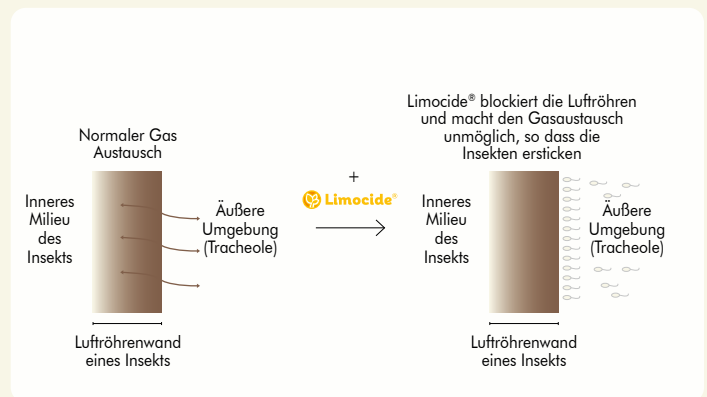 Normaler Gas
Austausch
Inneres
Milieu
des
Insekts
Äußere
Umgebung
(Tracheole)
Luftröhrenwand
eines Insekts
+
Limocide®
Limocide® blockiert die Luftröhren
und macht den Gasaustausch
unmöglich, so dass die
Insekten ersticken
Inneres
Milieu
des
Insekts
Äußere
Umgebung
(Tracheole)
Luftröhrenwand
eines Insekts